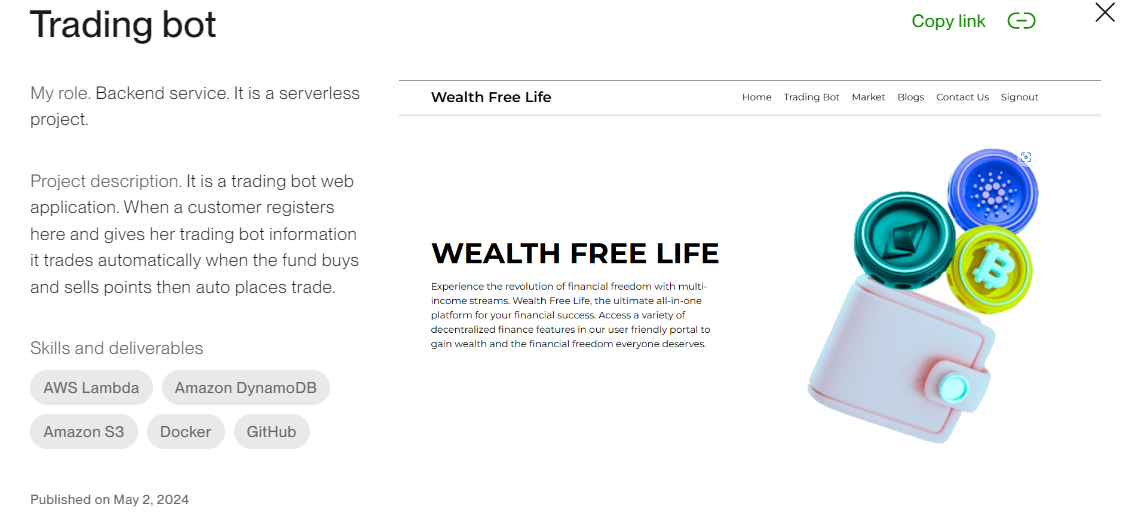 Trading bot
Copy link
My role. Backend service. It is a serverless
project.
Project description. It is a trading bot web
application. When a customer registers
here and gives her trading bot information
it trades automatically when the fund buys
and sells points then auto places trade.
Skills and deliverables
AWS Lambda
Amazon DynamoDB
Amazon S3
Docker
GitHub
Published on May 2, 2024
Wealth Free Life
Home
Trading Bot
Market
Blogs
Contact Us
Signout
WEALTH FREE LIFE
Experience the revolution of financial freedom with multi-
income streams. Wealth Free Life, the ultimate all-in-one
platform for your financial success. Access a variety of
decentralized finance features in our user friendly portal to
gain wealth and the financial freedom everyone deserves.